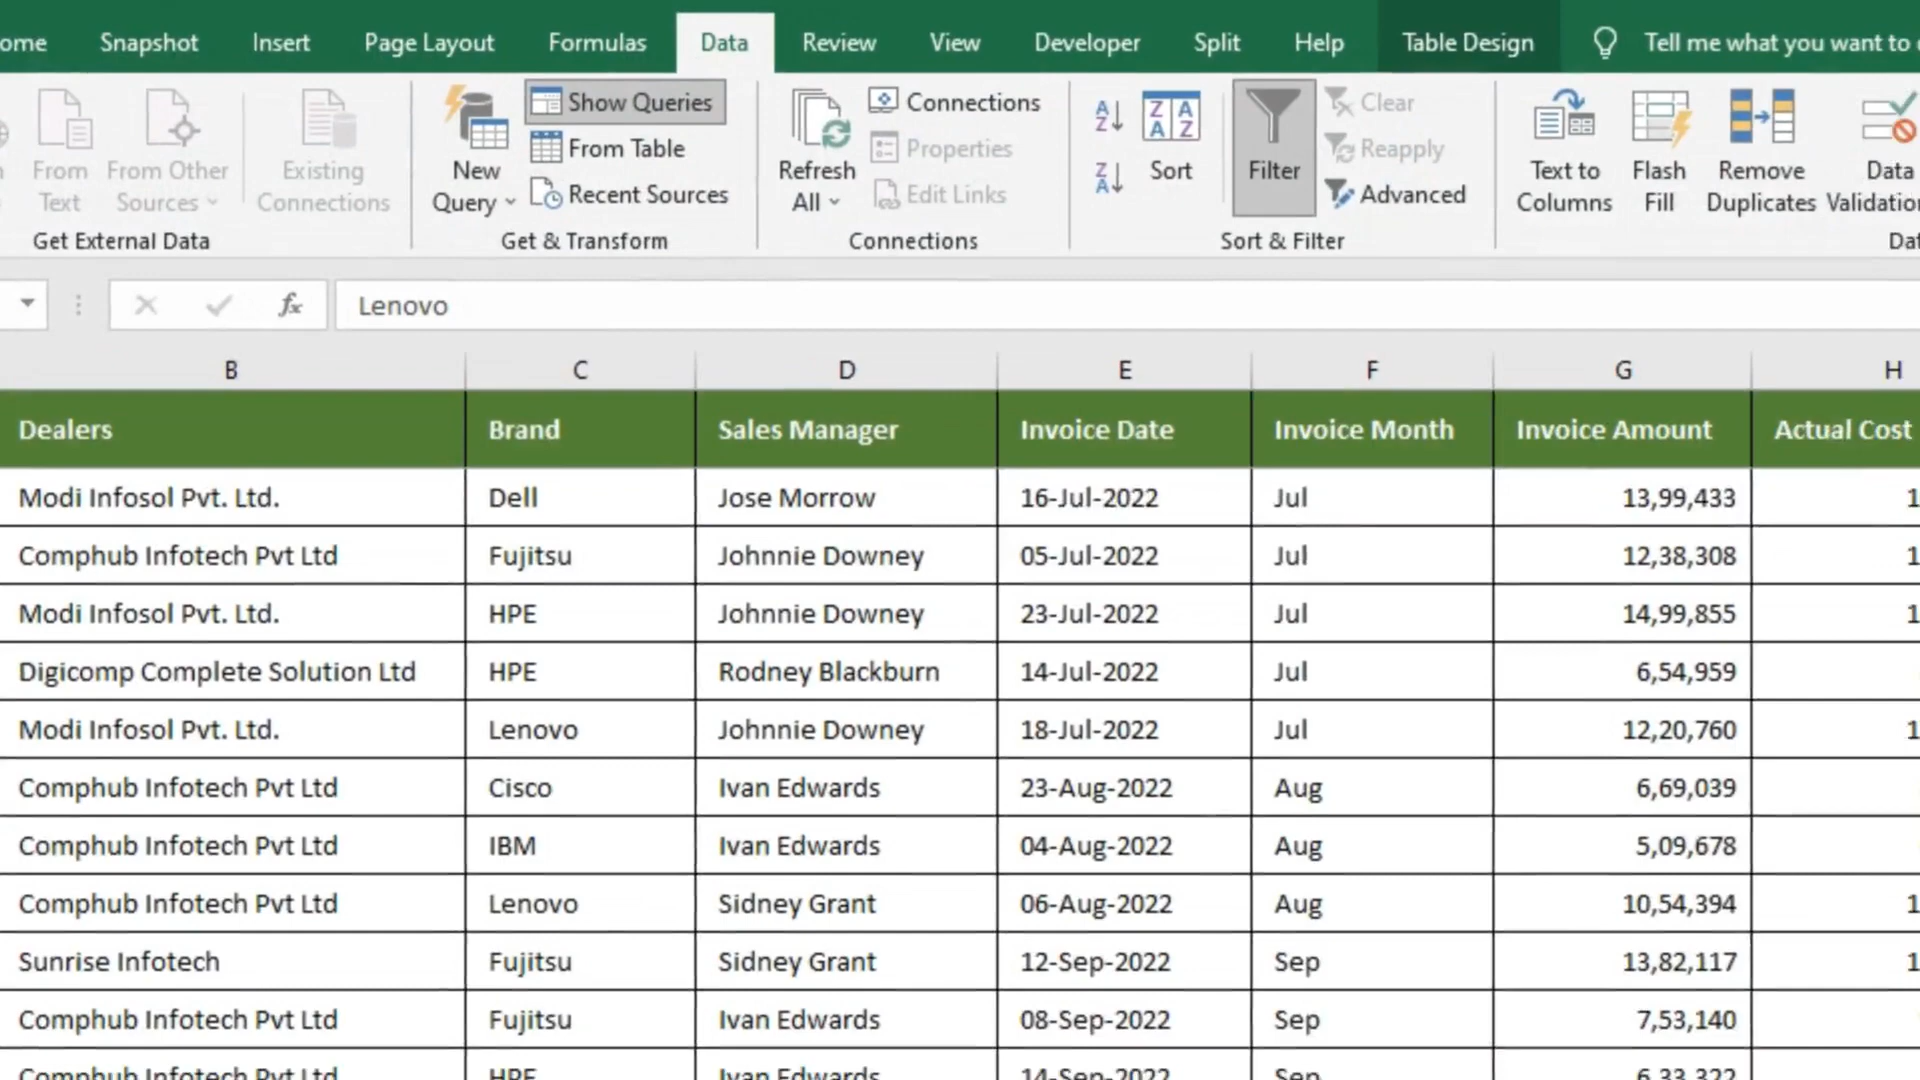 ome Snapshot Insert Page Layout Formulas Data Review View Developer Split Help Table Design Tell me what you want to
From Text
From Other Sources
Existing Connections
Get External Data
New Query
Show Queries
From Table
Recent Sources
Get & Transform
Refresh All
Connections
Properties
Edit Links
Connections
Sort
Filter
Clear
Reapply
Advanced
Sort & Filter
Text to Columns
Flash Fill
Remove Duplicates
Data Validation
Dat
fx Lenovo
B C D E F G H
Dealers Brand Sales Manager Invoice Date Invoice Month Invoice Amount Actual Cost
Modi Infosol Pvt. Ltd. Dell Jose Morrow 16-Jul-2022 Jul 13,99,433 1
Comphub Infotech Pvt Ltd Fujitsu Johnnie Downey 05-Jul-2022 Jul 12,38,308 1
Modi Infosol Pvt. Ltd. HPE Johnnie Downey 23-Jul-2022 Jul 14,99,855 1
Digicomp Complete Solution Ltd HPE Rodney Blackburn 14-Jul-2022 Jul 6,54,959
Modi Infosol Pvt. Ltd. Lenovo Johnnie Downey 18-Jul-2022 Jul 12,20,760 1
Comphub Infotech Pvt Ltd Cisco Ivan Edwards 23-Aug-2022 Aug 6,69,039
Comphub Infotech Pvt Ltd IBM Ivan Edwards 04-Aug-2022 Aug 5,09,678
Comphub Infotech Pvt Ltd Lenovo Sidney Grant 06-Aug-2022 Aug 10,54,394 1
Sunrise Infotech Fujitsu Sidney Grant 12-Sep-2022 Sep 13,82,117 1
Comphub Infotech Pvt Ltd Fujitsu Ivan Edwards 08-Sep-2022 Sep 7,53,140
Comphub Infotech Pvt Ltd HPE Ivan Edwards 14-Sep-2022 Sep 6,33,322